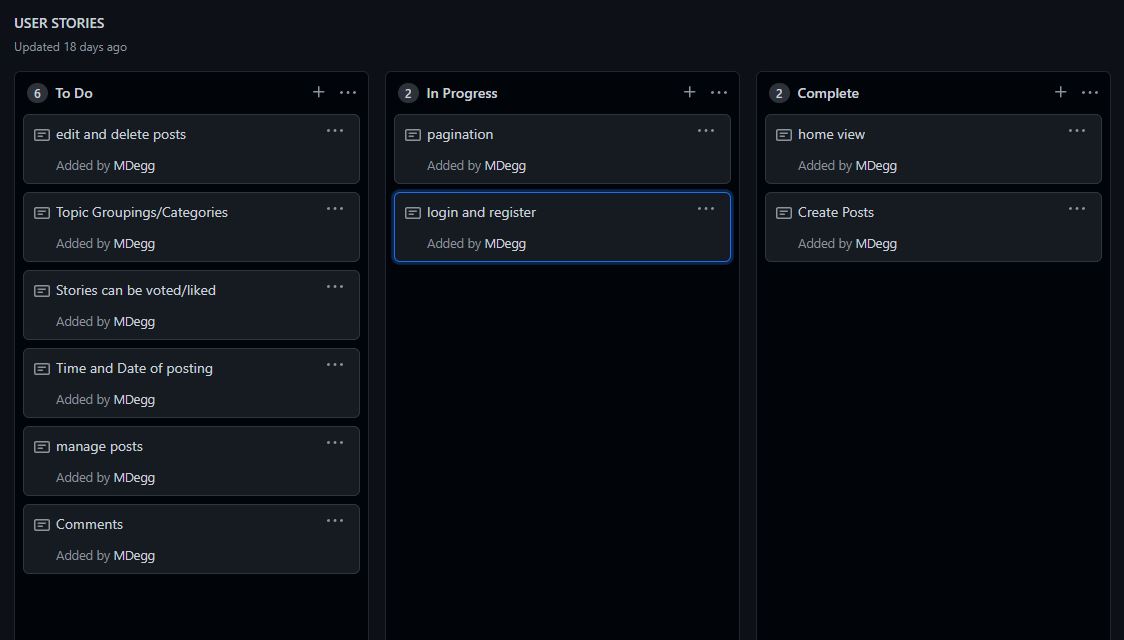 USER STORIES
Updated 18 days ago
6 To Do
edit and delete posts
Added by MDegg
Topic Groupings/Categories
Added by MDegg
Stories can be voted/liked
Added by MDegg
Time and Date of posting
Added by MDegg
manage posts
Added by MDegg
Comments
Added by MDegg
2 In Progress
pagination
Added by MDegg
login and register
Added by MDegg
2 Complete
home view
Added by MDegg
Create Posts
Added by MDegg